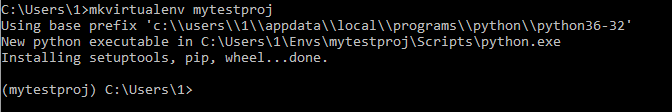 C:\Users\1>mkvirtualenv mytestproj
Using base prefix 'c:\\users\\1\\appdata\\local\\programs\\python\\python36-32'
New python executable in C:\Users\1\Envs\mytestproj\Scripts\python.exe
Installing setuptools, pip, wheel...done.
(mytestproj) C:\Users\1>